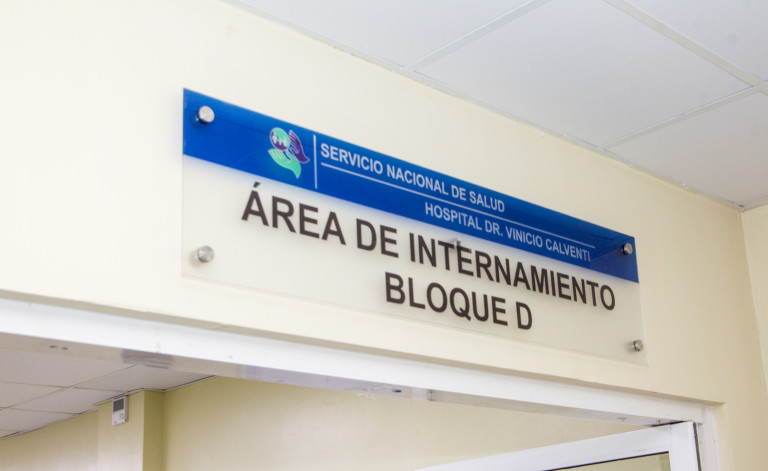 SERVICIO NACIONAL DE SALUD
HOSPITAL DR. VINICIO CALVENTI
ÁREA DE INTERNAMIENTO
BLOQUE D